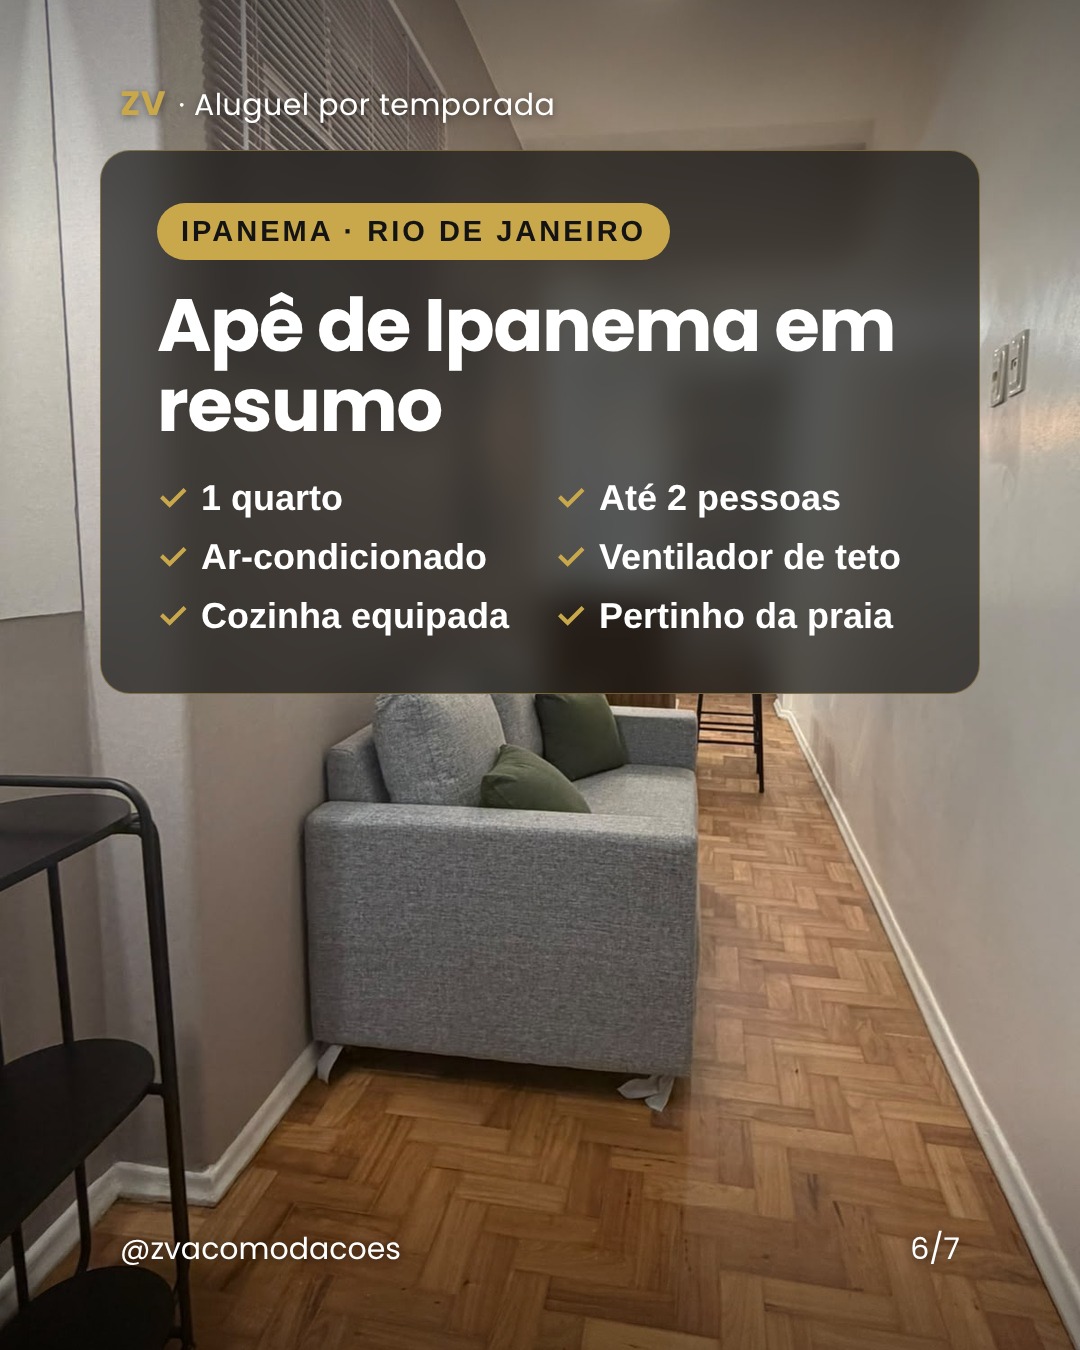 ZV · Aluguel por temporada
IPANEMA · RIO DE JANEIRO
Apê de Ipanema em
resumo
1 quarto
Até 2 pessoas
Ar-condicionado
Ventilador de teto
Cozinha equipada
Pertinho da praia
@zvacomodacoes
6/7